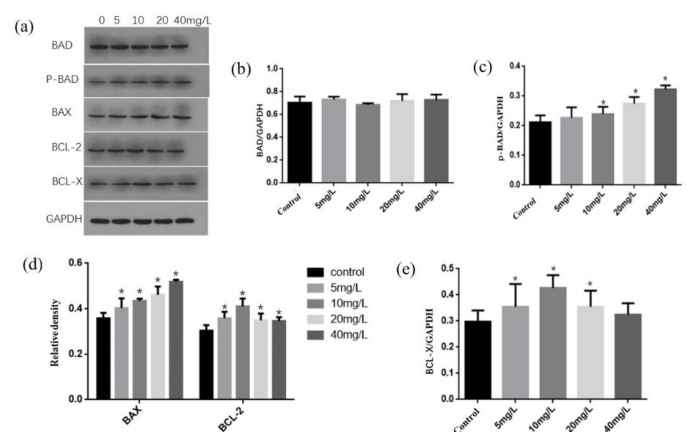 (a)
0 5 10 20 40mg/L
BAD
P-BAD
BAX
BCL-2
BCL-X
GAPDH
(b)
BAD/GAPDH
1.0
0.8
0.6
0.4
0.2
0.0
Control
5mg/L
10mg/L
20mg/L
40mg/L
(c)
p-BAD/GAPDH
0.4
0.3
0.2
0.1
0.0
* * *
Control
5mg/L
10mg/L
20mg/L
40mg/L
(d)
Relative density
0.6
0.4
0.2
0.0
* * * * * * * *
BAX
BCL-2
control
5mg/L
10mg/L
20mg/L
40mg/L
(e)
BCL-X/GAPDH
0.5
0.4
0.3
0.2
0.1
0.0
* * *
Control
5mg/L
10mg/L
20mg/L
40mg/L